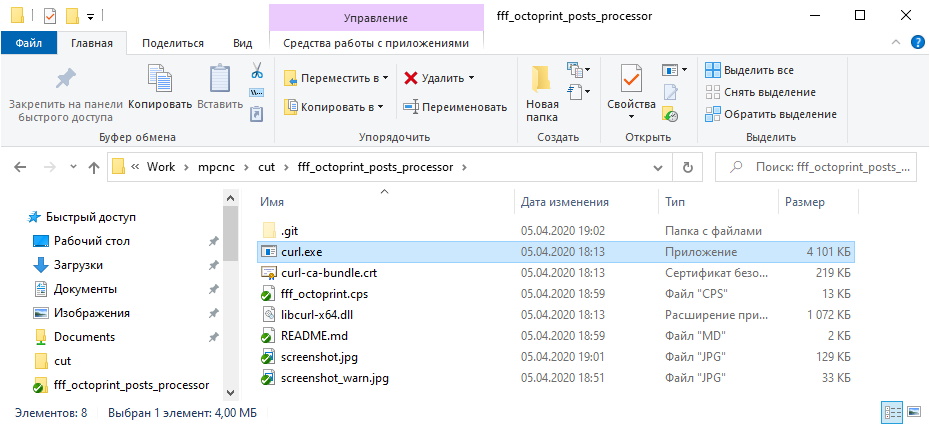 Управление
fff_octoprint_posts_processor
Файл Главная Поделиться Вид Средства работы с приложениями
Закрепить на панели быстрого доступа
Копировать
Вставить
Переместить в
Копировать в
Удалить
Переименовать
Новая папка
Свойства
Выделить все
Снять выделение
Обратить выделение
Буфер обмена Упорядочить Создать Открыть Выделить
« Work › mpcnc › cut › fff_octoprint_posts_processor ›
Поиск: fff_octoprint_posts_...
Быстрый доступ
Рабочий стол
Загрузки
Документы
Изображения
Documents
cut
fff_octoprint_posts_processor
Имя Дата изменения Тип Размер
.git 05.04.2020 19:02 Папка с файлами
curl.exe 05.04.2020 18:13 Приложение 4 101 КБ
curl-ca-bundle.crt 05.04.2020 18:13 Сертификат безо... 219 КБ
fff_octoprint.cps 05.04.2020 18:59 Файл "CPS" 13 КБ
libcurl-x64.dll 05.04.2020 18:13 Расширение при... 1 072 КБ
README.md 05.04.2020 18:59 Файл "MD" 2 КБ
screenshot.jpg 05.04.2020 19:01 Файл "JPG" 129 КБ
screenshot_warn.jpg 05.04.2020 18:51 Файл "JPG" 33 КБ
Элементов: 8 Выбран 1 элемент: 4,00 МБ